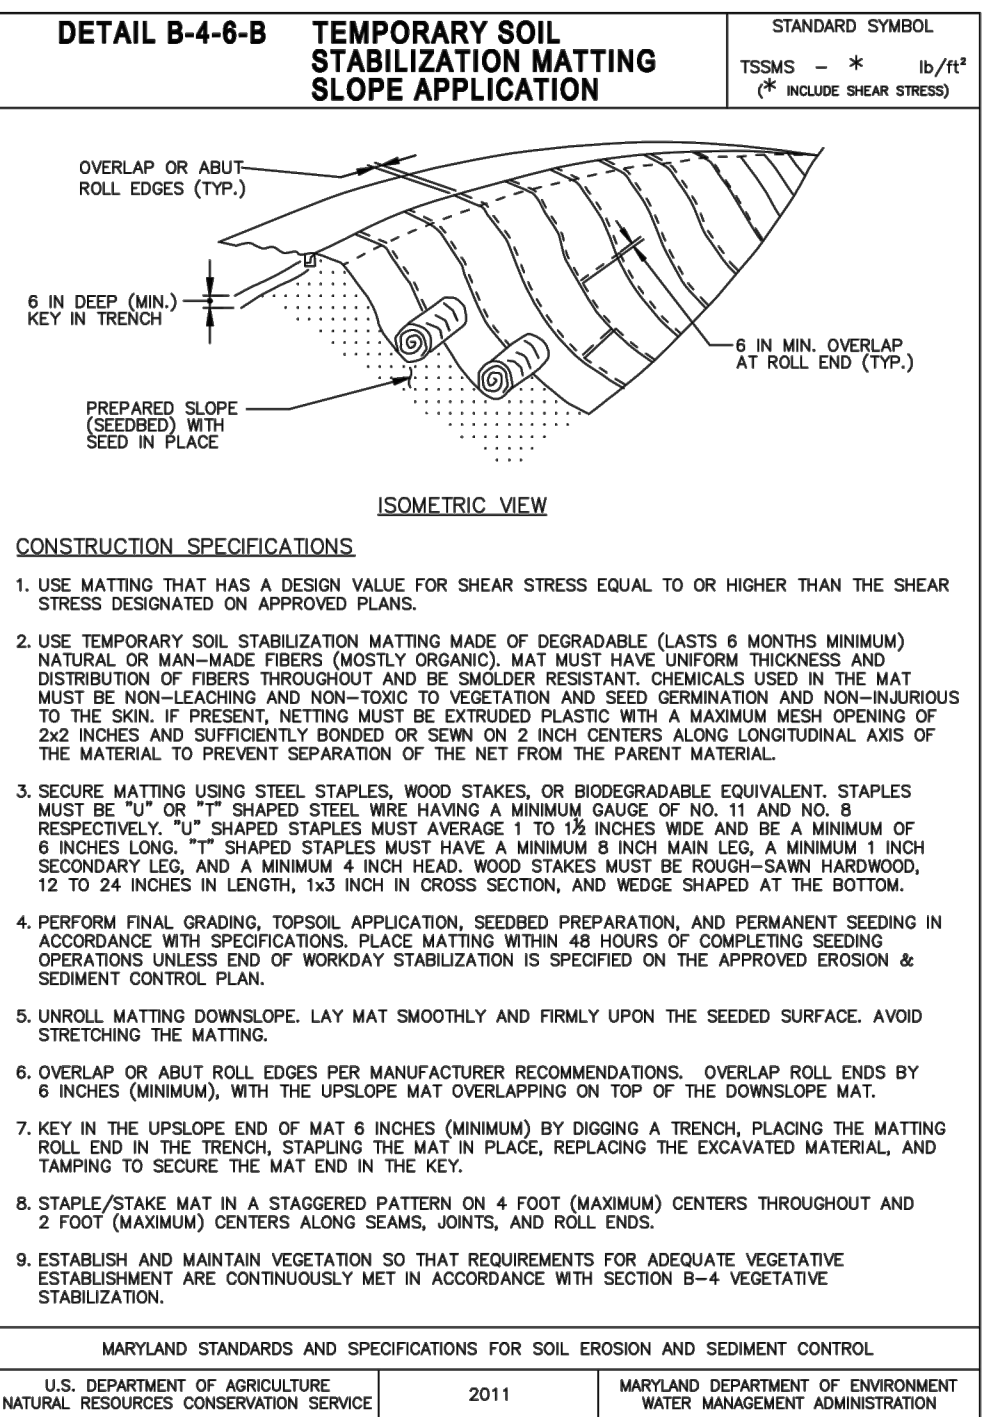 DETAIL B-4-6-B
TEMPORARY SOIL
STABILIZATION MATTING
SLOPE APPLICATION
STANDARD SYMBOL
TSSMS – * lb/ft²
(* INCLUDE SHEAR STRESS)
OVERLAP OR ABUT
ROLL EDGES (TYP.)
6 IN DEEP (MIN.)
KEY IN TRENCH
6 IN MIN. OVERLAP
AT ROLL END (TYP.)
PREPARED SLOPE
(SEEDBED) WITH
SEED IN PLACE
ISOMETRIC VIEW
CONSTRUCTION SPECIFICATIONS
1. USE MATTING THAT HAS A DESIGN VALUE FOR SHEAR STRESS EQUAL TO OR HIGHER THAN THE SHEAR
STRESS DESIGNATED ON APPROVED PLANS.
2. USE TEMPORARY SOIL STABILIZATION MATTING MADE OF DEGRADABLE (LASTS 6 MONTHS MINIMUM)
NATURAL OR MAN–MADE FIBERS (MOSTLY ORGANIC). MAT MUST HAVE UNIFORM THICKNESS AND
DISTRIBUTION OF FIBERS THROUGHOUT AND BE SMOLDER RESISTANT. CHEMICALS USED IN THE MAT
MUST BE NON–LEACHING AND NON–TOXIC TO VEGETATION AND SEED GERMINATION AND NON–INJURIOUS
TO THE SKIN. IF PRESENT, NETTING MUST BE EXTRUDED PLASTIC WITH A MAXIMUM MESH OPENING OF
2x2 INCHES AND SUFFICIENTLY BONDED OR SEWN ON 2 INCH CENTERS ALONG LONGITUDINAL AXIS OF
THE MATERIAL TO PREVENT SEPARATION OF THE NET FROM THE PARENT MATERIAL.
3. SECURE MATTING USING STEEL STAPLES, WOOD STAKES, OR BIODEGRADABLE EQUIVALENT. STAPLES
MUST BE "U" OR "T" SHAPED STEEL WIRE HAVING A MINIMUM GAUGE OF NO. 11 AND NO. 8
RESPECTIVELY. "U" SHAPED STAPLES MUST AVERAGE 1 TO 1½ INCHES WIDE AND BE A MINIMUM OF
6 INCHES LONG. "T" SHAPED STAPLES MUST HAVE A MINIMUM 8 INCH MAIN LEG, A MINIMUM 1 INCH
SECONDARY LEG, AND A MINIMUM 4 INCH HEAD. WOOD STAKES MUST BE ROUGH–SAWN HARDWOOD,
12 TO 24 INCHES IN LENGTH, 1x3 INCH IN CROSS SECTION, AND WEDGE SHAPED AT THE BOTTOM.
4. PERFORM FINAL GRADING, TOPSOIL APPLICATION, SEEDBED PREPARATION, AND PERMANENT SEEDING IN
ACCORDANCE WITH SPECIFICATIONS. PLACE MATTING WITHIN 48 HOURS OF COMPLETING SEEDING
OPERATIONS UNLESS END OF WORKDAY STABILIZATION IS SPECIFIED ON THE APPROVED EROSION &
SEDIMENT CONTROL PLAN.
5. UNROLL MATTING DOWNSLOPE. LAY MAT SMOOTHLY AND FIRMLY UPON THE SEEDED SURFACE. AVOID
STRETCHING THE MATTING.
6. OVERLAP OR ABUT ROLL EDGES PER MANUFACTURER RECOMMENDATIONS. OVERLAP ROLL ENDS BY
6 INCHES (MINIMUM), WITH THE UPSLOPE MAT OVERLAPPING ON TOP OF THE DOWNSLOPE MAT.
7. KEY IN THE UPSLOPE END OF MAT 6 INCHES (MINIMUM) BY DIGGING A TRENCH, PLACING THE MATTING
ROLL END IN THE TRENCH, STAPLING THE MAT IN PLACE, REPLACING THE EXCAVATED MATERIAL, AND
TAMPING TO SECURE THE MAT END IN THE KEY.
8. STAPLE/STAKE MAT IN A STAGGERED PATTERN ON 4 FOOT (MAXIMUM) CENTERS THROUGHOUT AND
2 FOOT (MAXIMUM) CENTERS ALONG SEAMS, JOINTS, AND ROLL ENDS.
9. ESTABLISH AND MAINTAIN VEGETATION SO THAT REQUIREMENTS FOR ADEQUATE VEGETATIVE
ESTABLISHMENT ARE CONTINUOUSLY MET IN ACCORDANCE WITH SECTION B–4 VEGETATIVE
STABILIZATION.
MARYLAND STANDARDS AND SPECIFICATIONS FOR SOIL EROSION AND SEDIMENT CONTROL
U.S. DEPARTMENT OF AGRICULTURE
NATURAL RESOURCES CONSERVATION SERVICE
2011
MARYLAND DEPARTMENT OF ENVIRONMENT
WATER MANAGEMENT ADMINISTRATION